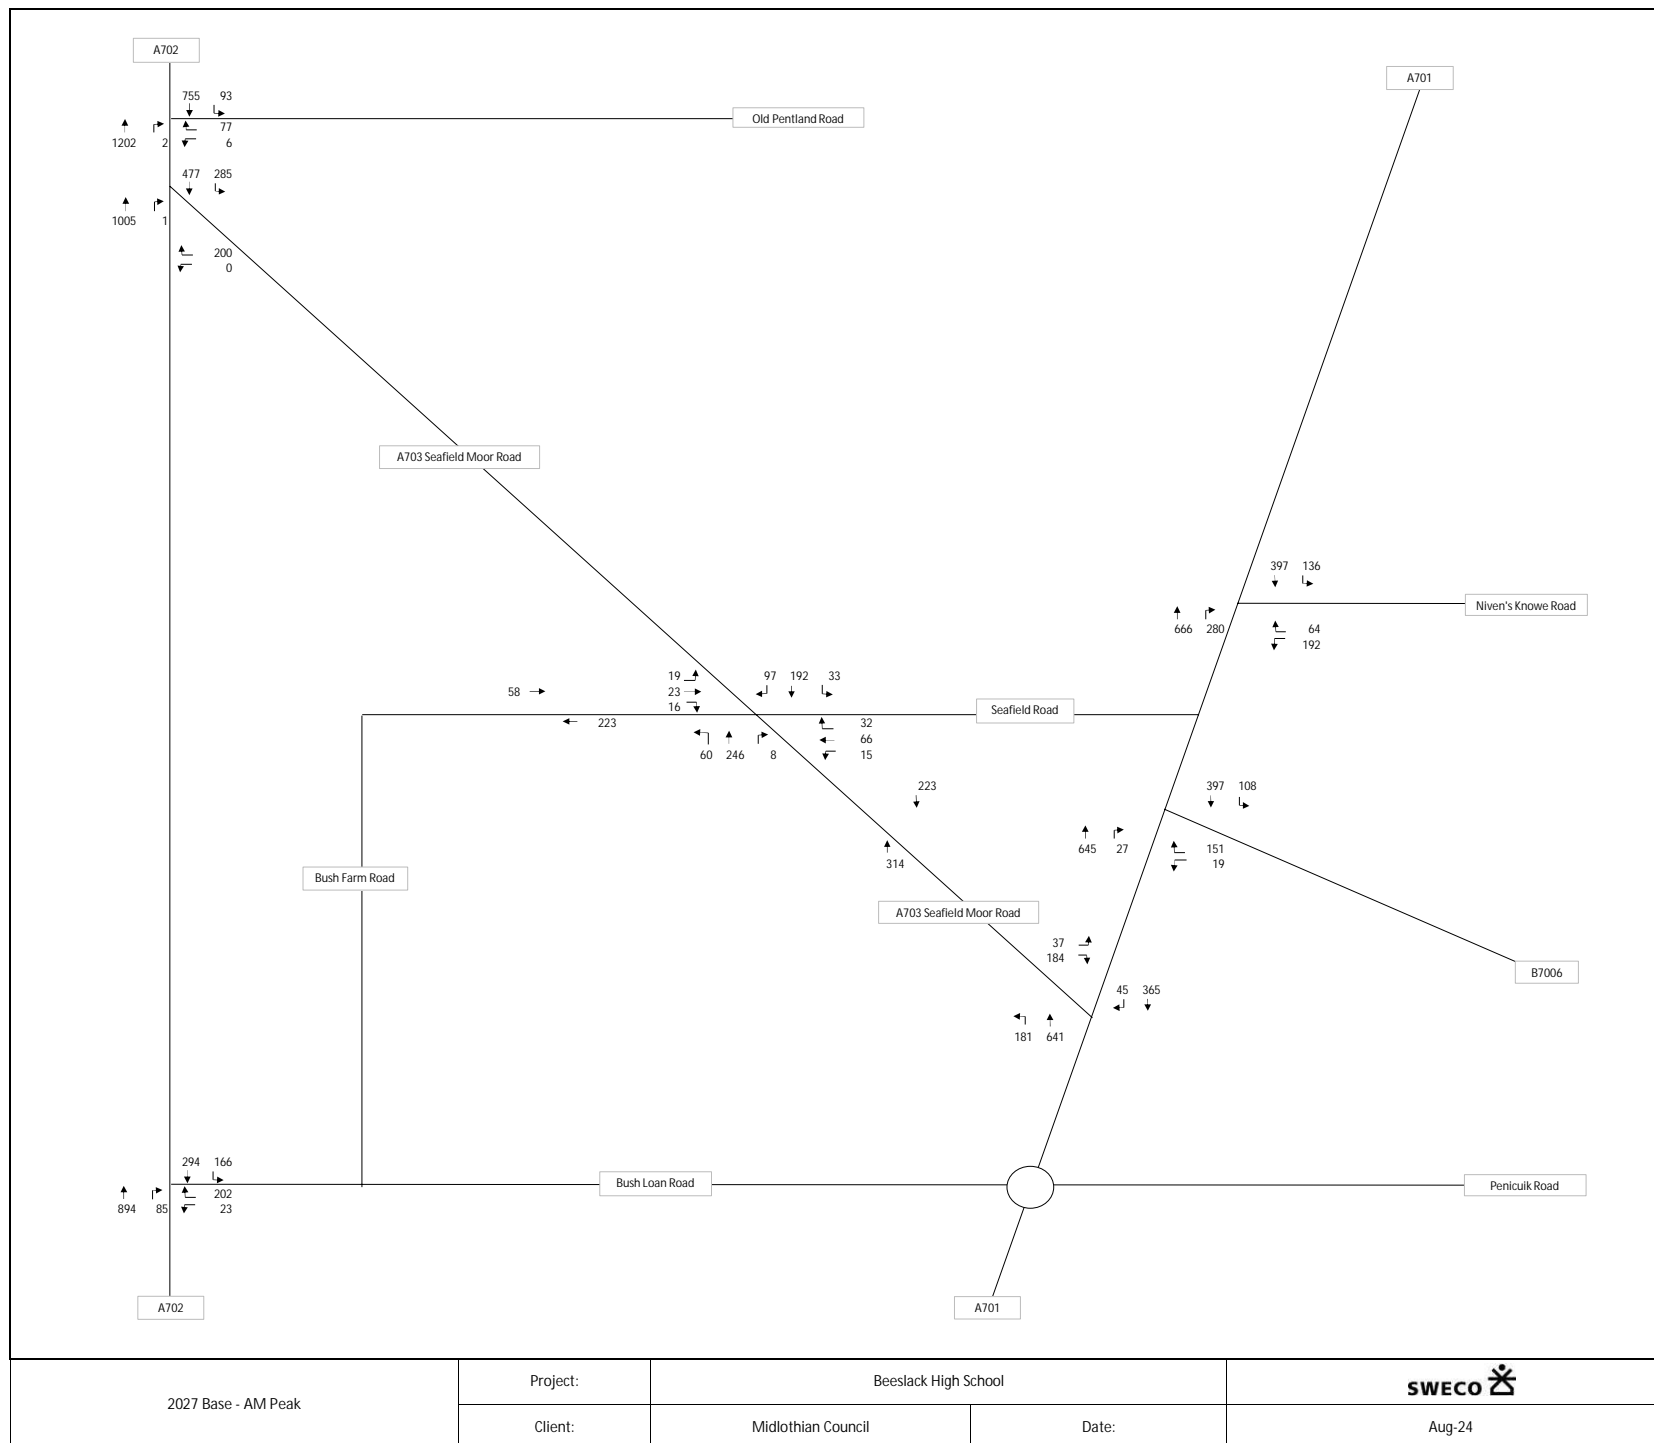 A702
A701
755 93
Old Pentland Road
77
1202 2 6
477 285
1005 1
200
0
A703 Seafield Moor Road
397 136
Niven's Knowe Road
666 280 64
192
19 97 192 33
58 23
16
Seafield Road
223 32
66
60 246 8 15
223
397 108
645 27 151
314 19
Bush Farm Road
A703 Seafield Moor Road
37
184
B7006
45 365
181 641
294 166
Bush Loan Road
Penicuik Road
202
894 85 23
A702
A701
2027 Base - AM Peak
Project:
Beeslack High School
SWECO
Client:
Midlothian Council
Date:
Aug-24